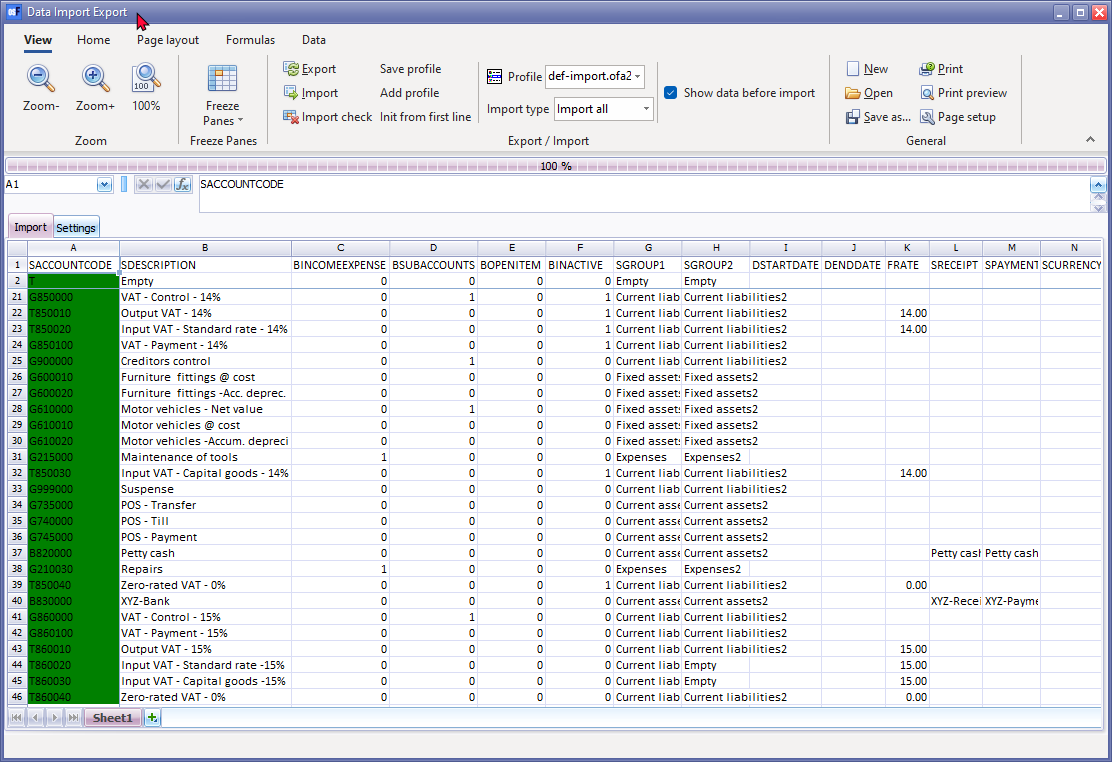 Data Import Export
View Home Page layout Formulas Data
Zoom- Zoom+ 100% Freeze Panes
Export Save profile
Import Add profile
Import check Init from first line
Profile def-import.ofa2
Import type Import all
Show data before import
New Print
Open Print preview
Save as... Page setup
Zoom Freeze Panes Export / Import General
100 %
A1 SACCOUNTCODE
Import Settings
A B C D E F G H I J K L M N
1 SACCOUNTCODE SDESCRIPTION BINCOMEEXPENSE BSUBACCOUNTS BOPENITEM BINACTIVE SGROUP1 SGROUP2 DSTARTDATE DENDDATE FRATE SRECEIPT SPAYMENT SCURRENCY
2 T Empty 0 0 0 0 Empty Empty
21 G850000 VAT - Control - 14% 0 1 0 1 Current liab Current liabilities2
22 T850010 Output VAT - 14% 0 0 0 1 Current liab Current liabilities2 14.00
23 T850020 Input VAT - Standard rate - 14% 0 0 0 1 Current liab Current liabilities2 14.00
24 G850100 VAT - Payment - 14% 0 0 0 1 Current liab Current liabilities2
25 G900000 Creditors control 0 1 0 0 Current liab Current liabilities2
26 G600010 Furniture fittings @ cost 0 0 0 0 Fixed assets Fixed assets2
27 G600020 Furniture fittings -Acc. deprec. 0 0 0 0 Fixed assets Fixed assets2
28 G610000 Motor vehicles - Net value 0 1 0 0 Fixed assets Fixed assets2
29 G610010 Motor vehicles @ cost 0 0 0 0 Fixed assets Fixed assets2
30 G610020 Motor vehicles -Accum. depreci 0 0 0 0 Fixed assets Fixed assets2
31 G215000 Maintenance of tools 1 0 0 0 Expenses Expenses2
32 T850030 Input VAT - Capital goods - 14% 0 0 0 1 Current liab Current liabilities2 14.00
33 G999000 Suspense 0 0 0 0 Current liab Current liabilities2
34 G735000 POS - Transfer 0 0 0 0 Current asse Current assets2
35 G740000 POS - Till 0 0 0 0 Current asse Current assets2
36 G745000 POS - Payment 0 0 0 0 Current asse Current assets2
37 B820000 Petty cash 0 0 0 0 Current asse Current assets2 Petty cash Petty cash
38 G210030 Repairs 1 0 0 0 Expenses Expenses2
39 T850040 Zero-rated VAT - 0% 0 0 0 1 Current liab Current liabilities2 0.00
40 B830000 XYZ-Bank 0 0 0 0 Current asse Current assets2 XYZ-Recei XYZ-Payme
41 G860000 VAT - Control - 15% 0 1 0 0 Current liab Current liabilities2
42 G860100 VAT - Payment - 15% 0 0 0 0 Current liab Current liabilities2
43 T860010 Output VAT - 15% 0 0 0 0 Current liab Current liabilities2 15.00
44 T860020 Input VAT - Standard rate -15% 0 0 0 0 Current liab Empty 15.00
45 T860030 Input VAT - Capital goods -15% 0 0 0 0 Current liab Empty 15.00
46 T860040 Zero-rated VAT - 0% 0 0 0 0 Current liab Current liabilities2 0.00
Sheet1